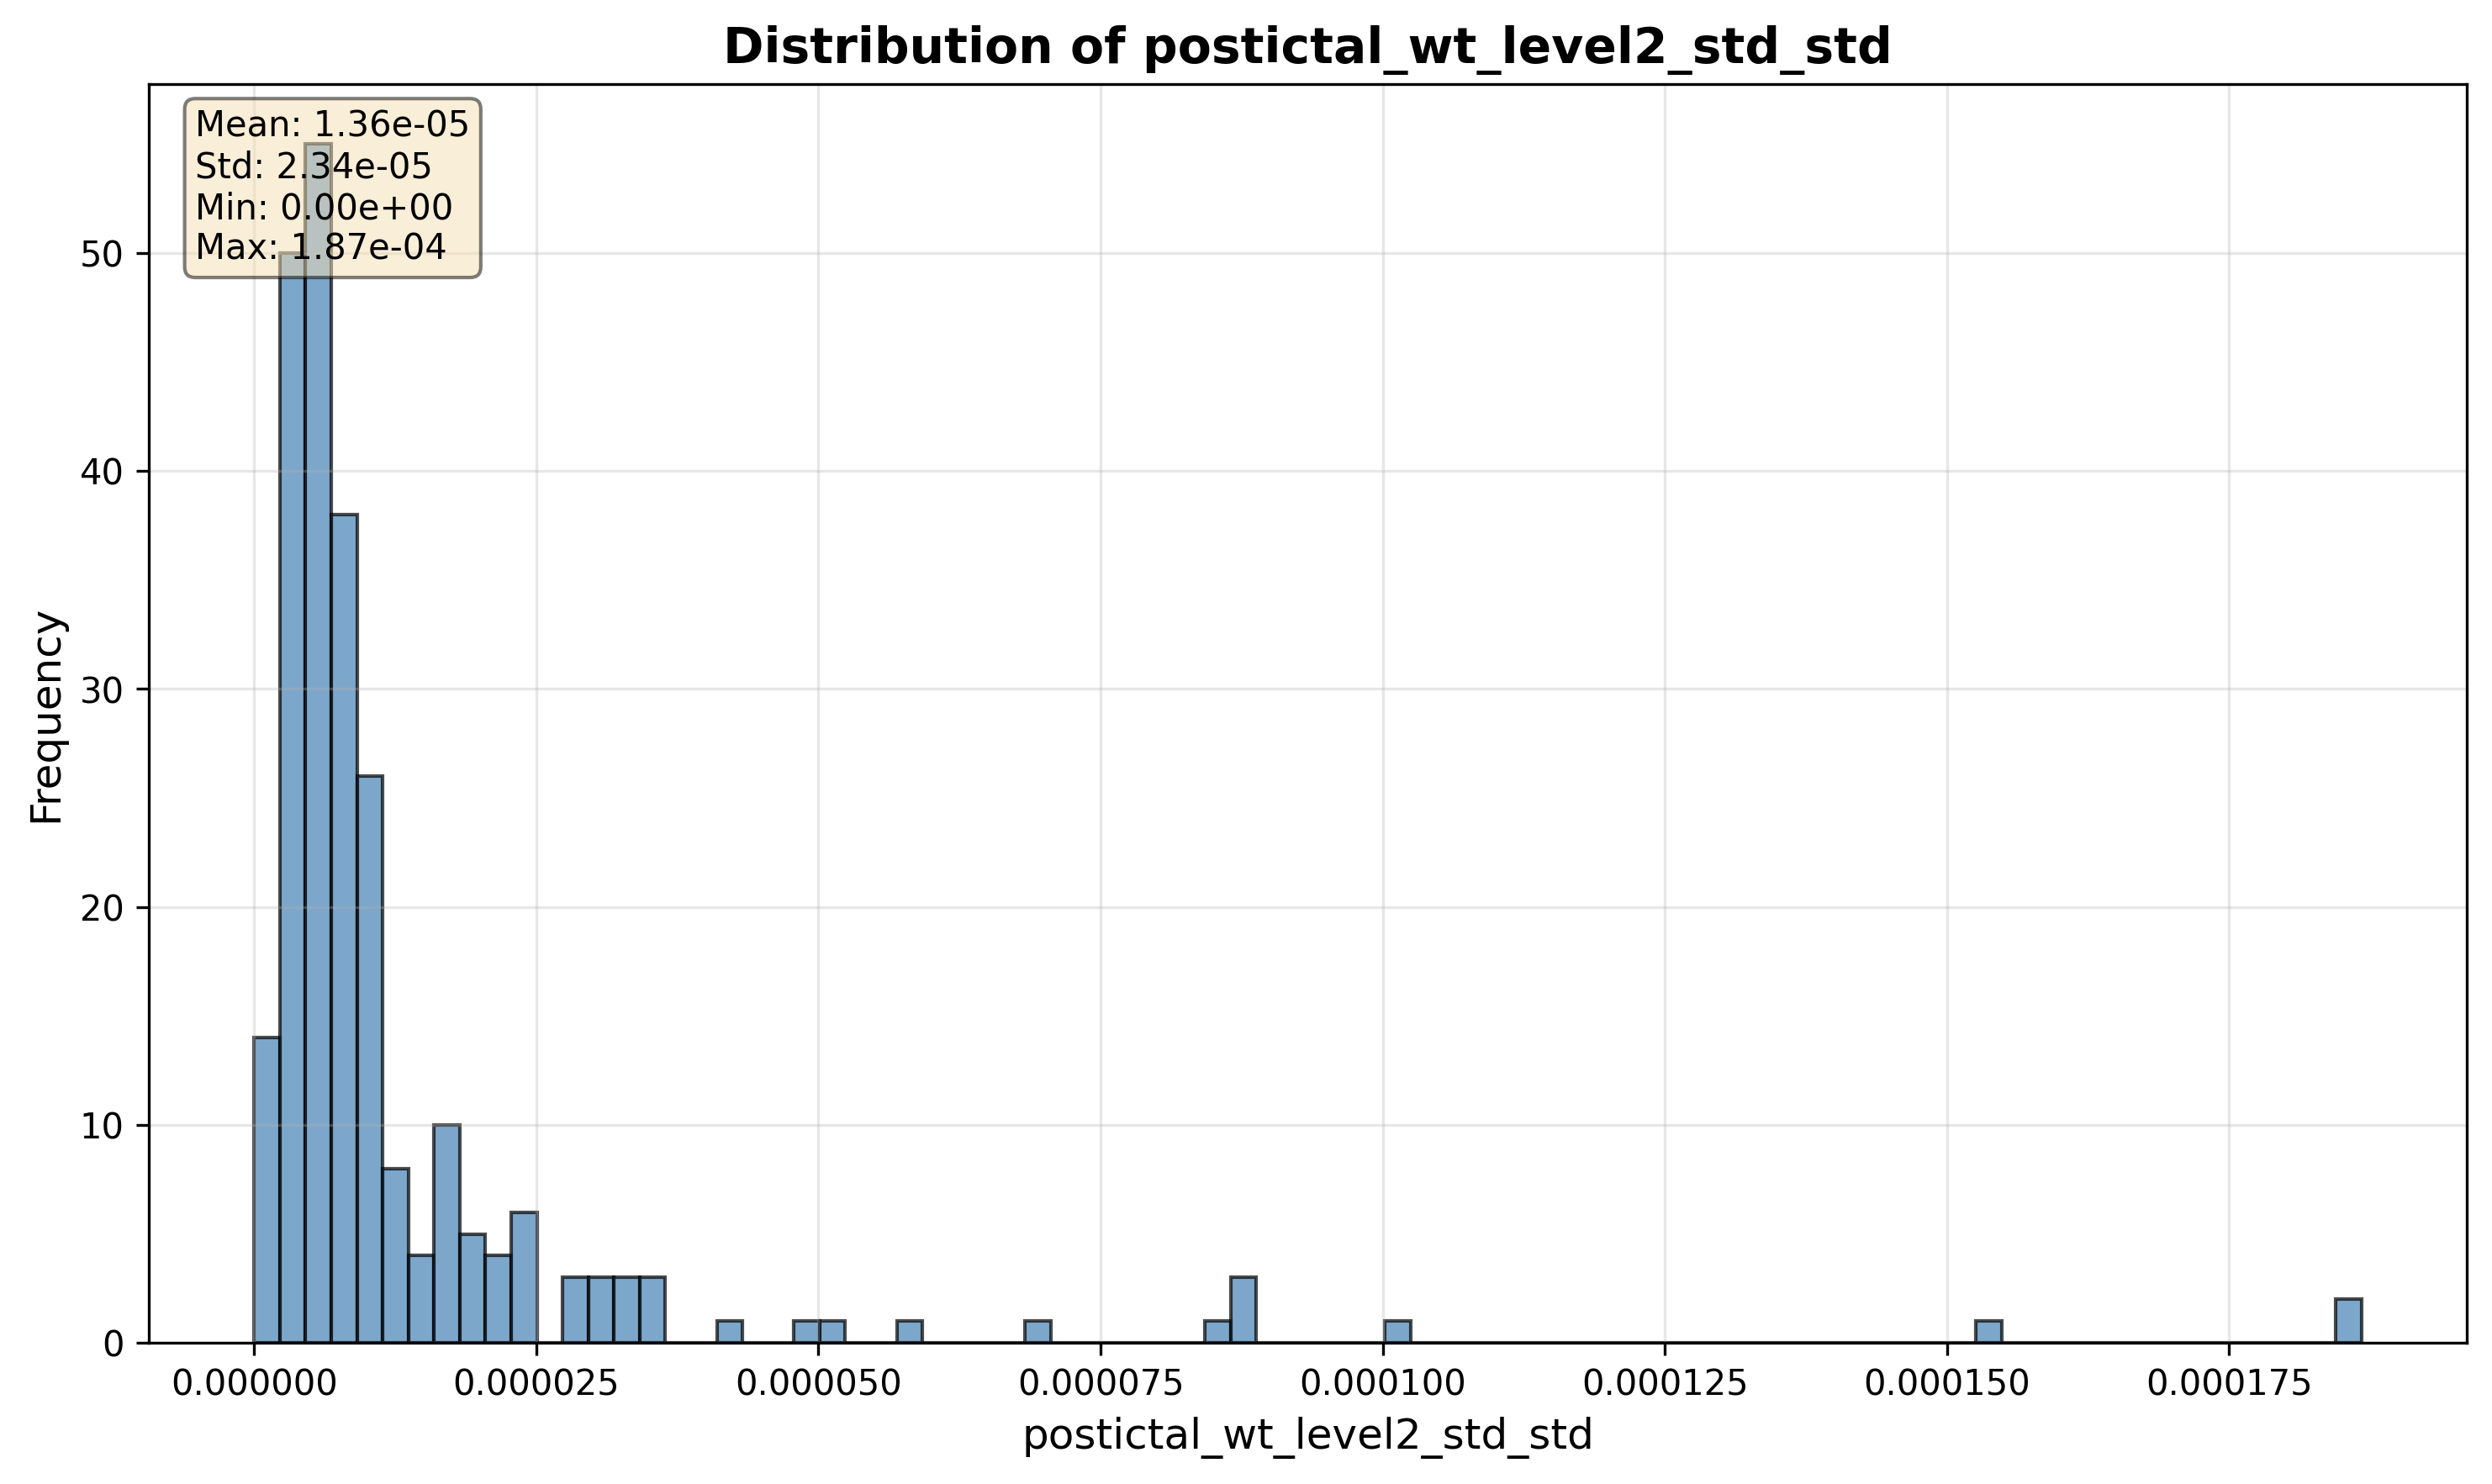 Distribution of postictal_wt_level2_std_std
Mean: 1.36e-05
Std: 2.34e-05
Min: 0.00e+00
Max: 1.87e-04
50
40
30
20
10
0
Frequency
0.000000
0.000025
0.000050
0.000075
0.000100
0.000125
0.000150
0.000175
postictal_wt_level2_std_std